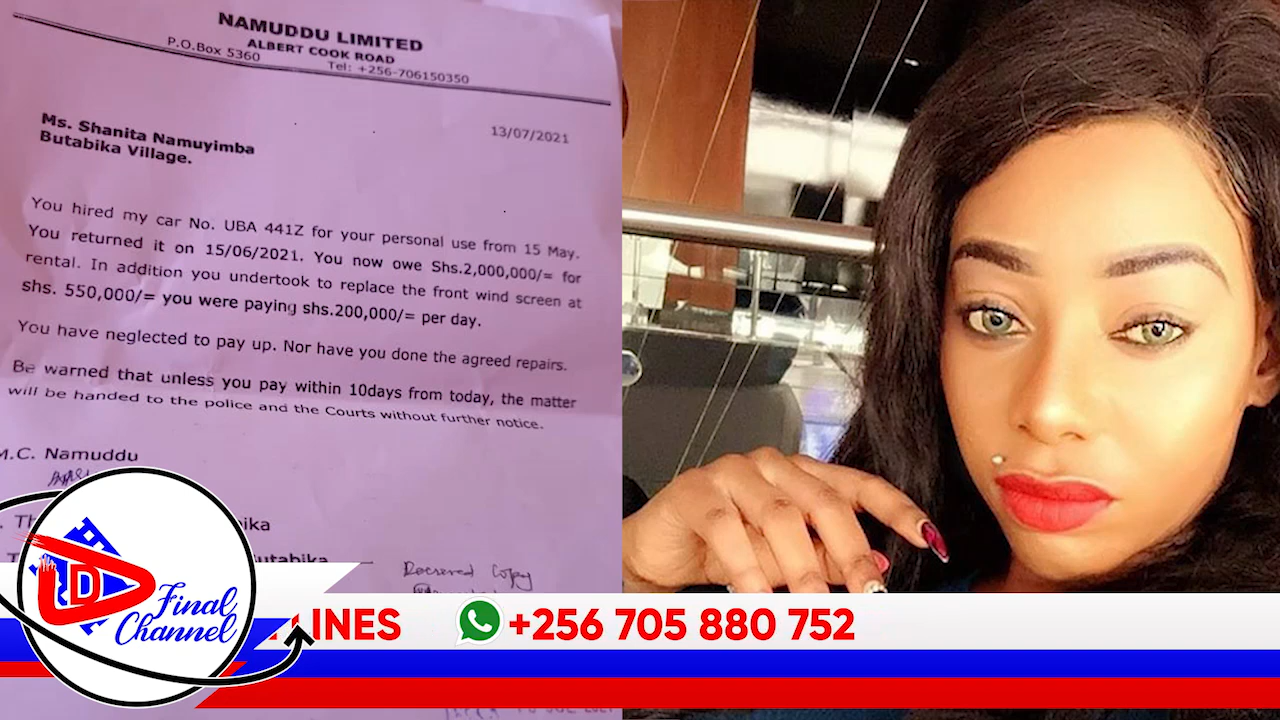 NAMUDDU LIMITED
ALBERT COOK ROAD
P.O.Box 5360
Tel: +256-706150350
13/07/2021
Ms. Shanita Namuyimba
Butabika Village.
You hired my car No. UBA 441Z for your personal use from 15 May.
You returned it on 15/06/2021. You now owe Shs.2,000,000/= for
rental. In addition you undertook to replace the front wind screen at
shs. 550,000/= you were paying shs.200,000/= per day.
You have neglected to pay up. Nor have you done the agreed repairs.
Be warned that unless you pay within 10days from today, the matter
will be handed to the police and the Courts without further notice.
M.C. Namuddu
Received Copy
Final
Channel
+256 705 880 752